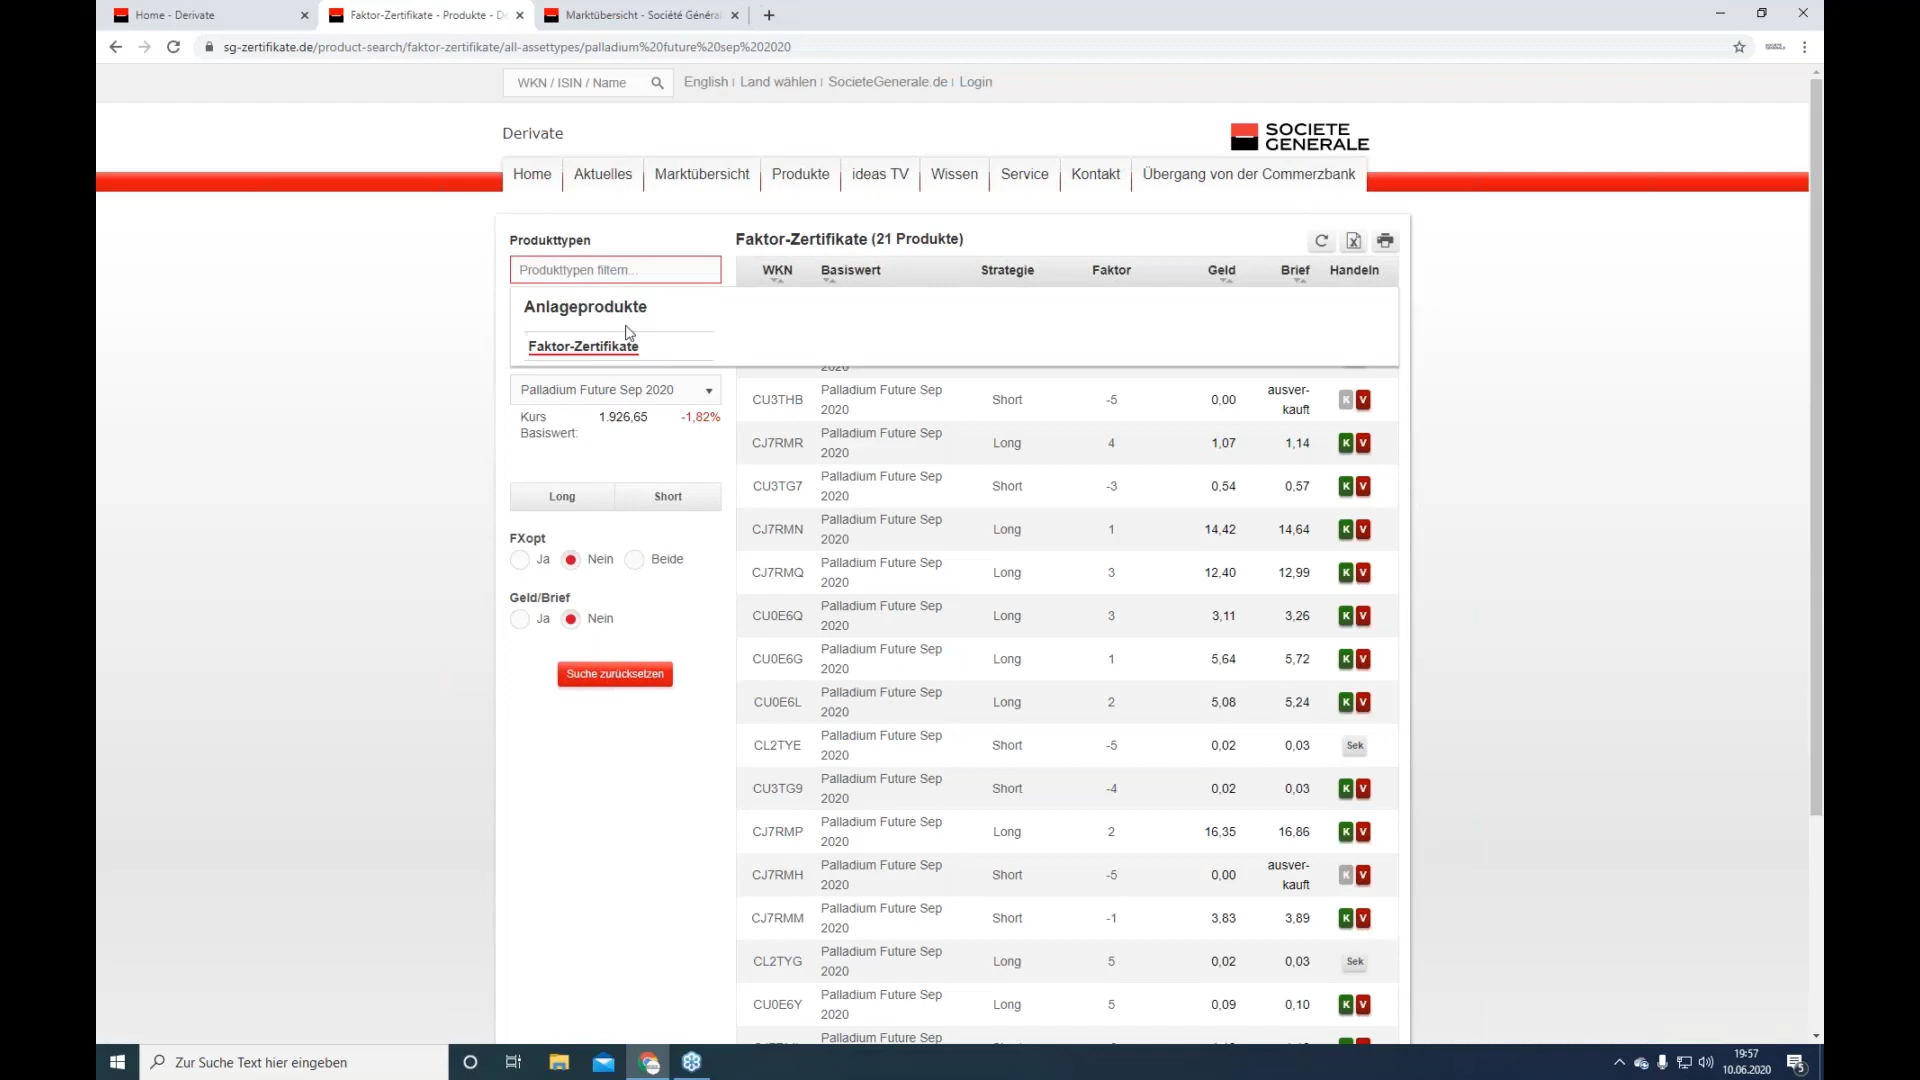 Home - Derivate
Faktor-Zertifikate - Produkte - De
Marktübersicht - Société Général
sg-zertifikate.de/product-search/faktor-zertifikate/all-assettypes/palladium%20future%20sep%202020
WKN / ISIN / Name
English | Land wählen | SocieteGenerale.de | Login
Derivate
SOCIETE
GENERALE
Home
Aktuelles
Marktübersicht
Produkte
ideas TV
Wissen
Service
Kontakt
Übergang von der Commerzbank
Produkttypen
Faktor-Zertifikate (21 Produkte)
Produkttypen filtern...
WKN Basiswert Strategie Faktor Geld Brief Handeln
Anlageprodukte
Faktor-Zertifikate
2020
Palladium Future Sep 2020
Kurs 1.926,65 -1,82%
Basiswert:
Long Short
FXopt
Ja Nein Beide
Geld/Brief
Ja Nein
Suche zurücksetzen
CU3THB Palladium Future Sep 2020 Short -5 0,00 ausver-kauft K V
CJ7RMR Palladium Future Sep 2020 Long 4 1,07 1,14 K V
CU3TG7 Palladium Future Sep 2020 Short -3 0,54 0,57 K V
CJ7RMN Palladium Future Sep 2020 Long 1 14,42 14,64 K V
CJ7RMQ Palladium Future Sep 2020 Long 3 12,40 12,99 K V
CU0E6Q Palladium Future Sep 2020 Long 3 3,11 3,26 K V
CU0E6G Palladium Future Sep 2020 Long 1 5,64 5,72 K V
CU0E6L Palladium Future Sep 2020 Long 2 5,08 5,24 K V
CL2TYE Palladium Future Sep 2020 Short -5 0,02 0,03 Sek
CU3TG9 Palladium Future Sep 2020 Short -4 0,02 0,03 K V
CJ7RMP Palladium Future Sep 2020 Long 2 16,35 16,86 K V
CJ7RMH Palladium Future Sep 2020 Short -5 0,00 ausver-kauft K V
CJ7RMM Palladium Future Sep 2020 Short -1 3,83 3,89 K V
CL2TYG Palladium Future Sep 2020 Long 5 0,02 0,03 Sek
CU0E6Y Palladium Future Sep 2020 Long 5 0,09 0,10 K V
Palladium Future Sep
Zur Suche Text hier eingeben
19:57
10.06.2020
5